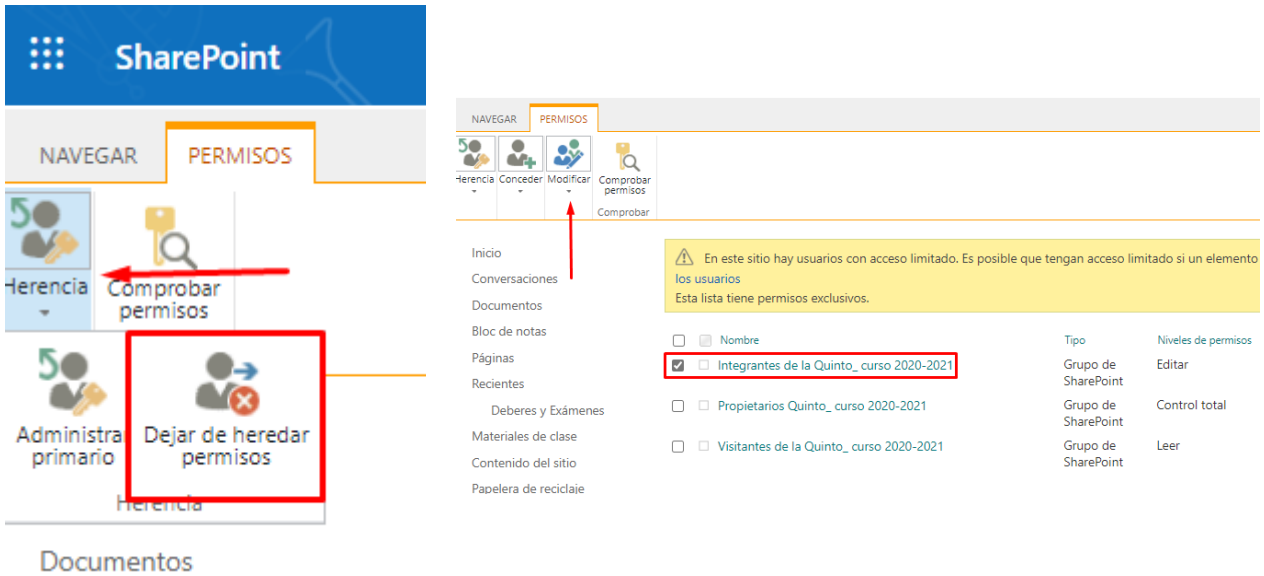 SharePoint
NAVEGAR PERMISOS
Herencia
Comprobar
permisos
Administrar
primario
Dejar de heredar
permisos
Herencia
Documentos
NAVEGAR PERMISOS
Herencia Conceder Modificar Comprobar
permisos
Comprobar
Inicio
Conversaciones
Documentos
Bloc de notas
Páginas
Recientes
Deberes y Exámenes
Materiales de clase
Contenido del sitio
Papelera de reciclaje
En este sitio hay usuarios con acceso limitado. Es posible que tengan acceso limitado si un elemento
los usuarios
Esta lista tiene permisos exclusivos.
Nombre Tipo Niveles de permisos
Integrantes de la Quinto_ curso 2020-2021 Grupo de Editar
SharePoint
Propietarios Quinto_ curso 2020-2021 Grupo de Control total
SharePoint
Visitantes de la Quinto_ curso 2020-2021 Grupo de Leer
SharePoint